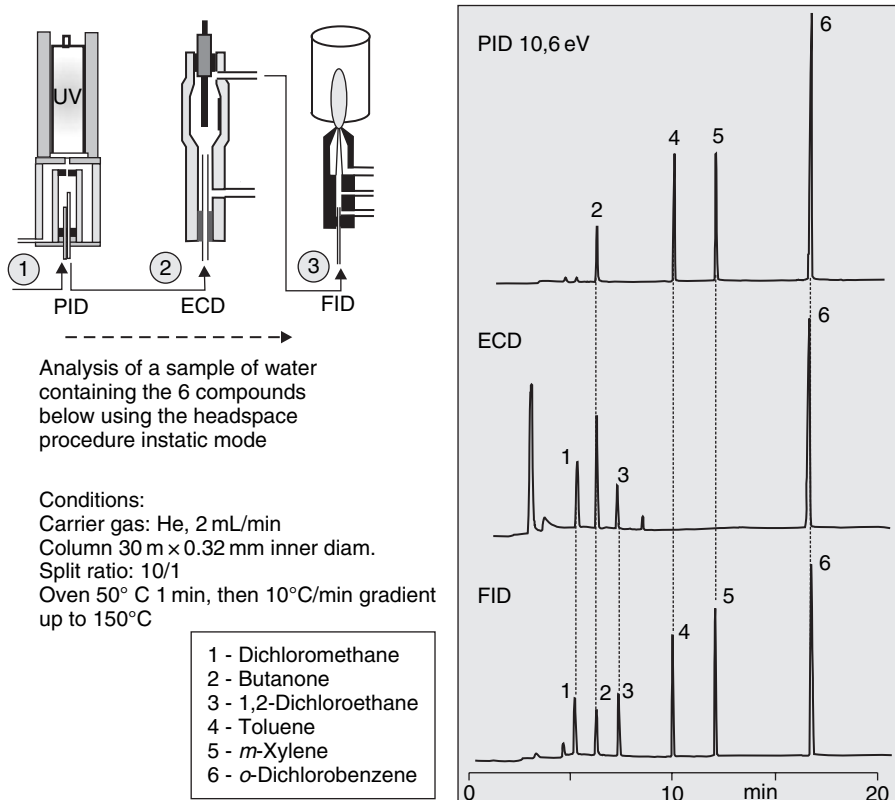 UV
1
2
3
PID
ECD
FID
Analysis of a sample of water
containing the 6 compounds
below using the headspace
procedure instatic mode
Conditions:
Carrier gas: He, 2 mL/min
Column 30 m × 0.32 mm inner diam.
Split ratio: 10/1
Oven 50° C 1 min, then 10°C/min gradient
up to 150°C
1 - Dichloromethane
2 - Butanone
3 - 1,2-Dichloroethane
4 - Toluene
5 - m-Xylene
6 - o-Dichlorobenzene
PID 10,6 eV
2
4
5
6
ECD
1
3
6
FID
1
2
3
4
5
6
0
10
min
20